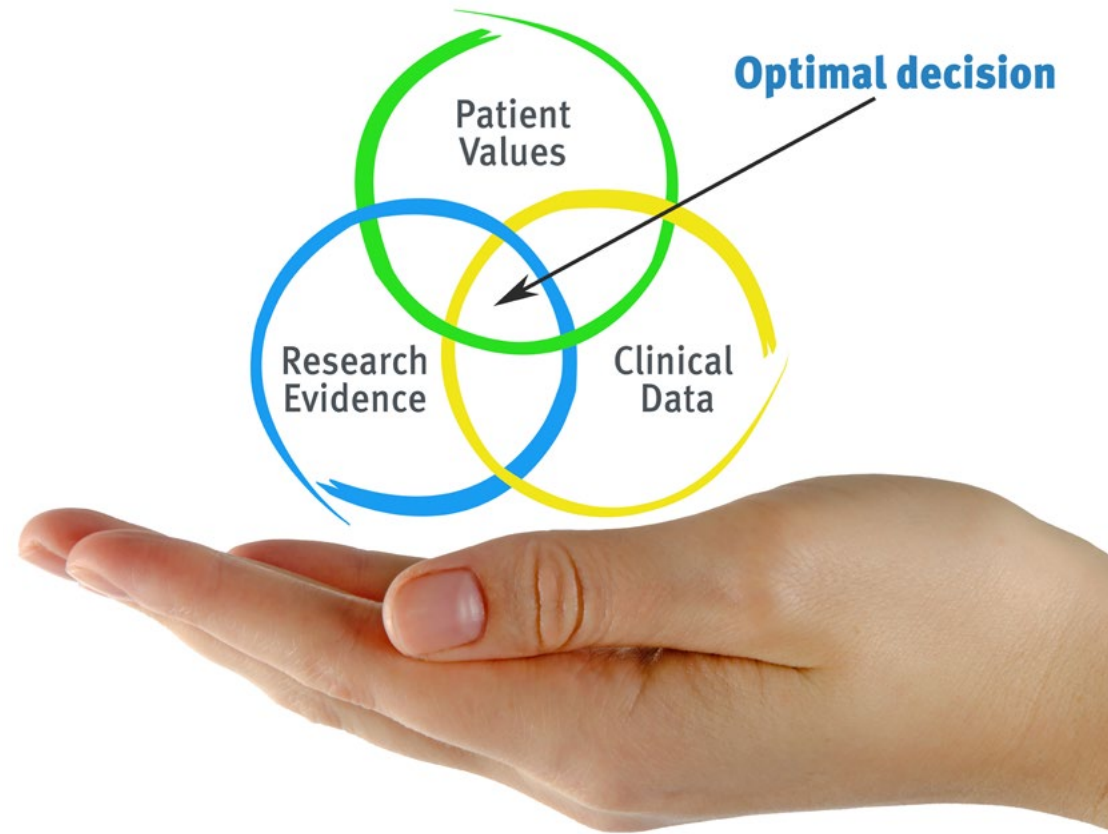 Optimal decision
Patient
Values
Research
Evidence
Clinical
Data